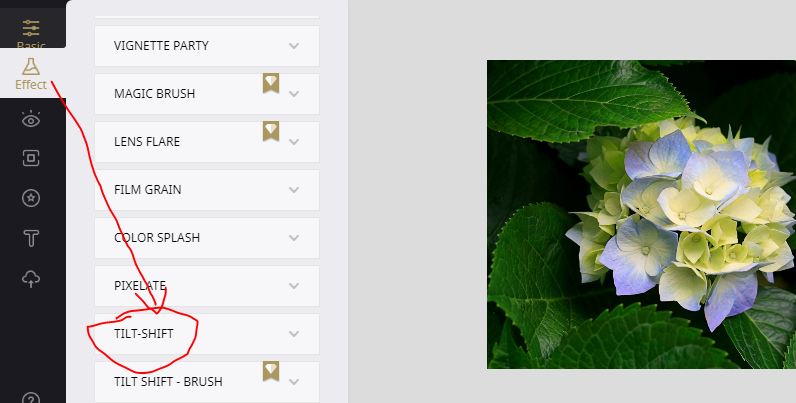 Basic
Effect
VIGNETTE PARTY
MAGIC BRUSH
LENS FLARE
FILM GRAIN
COLOR SPLASH
PIXELATE
TILT-SHIFT
TILT SHIFT - BRUSH